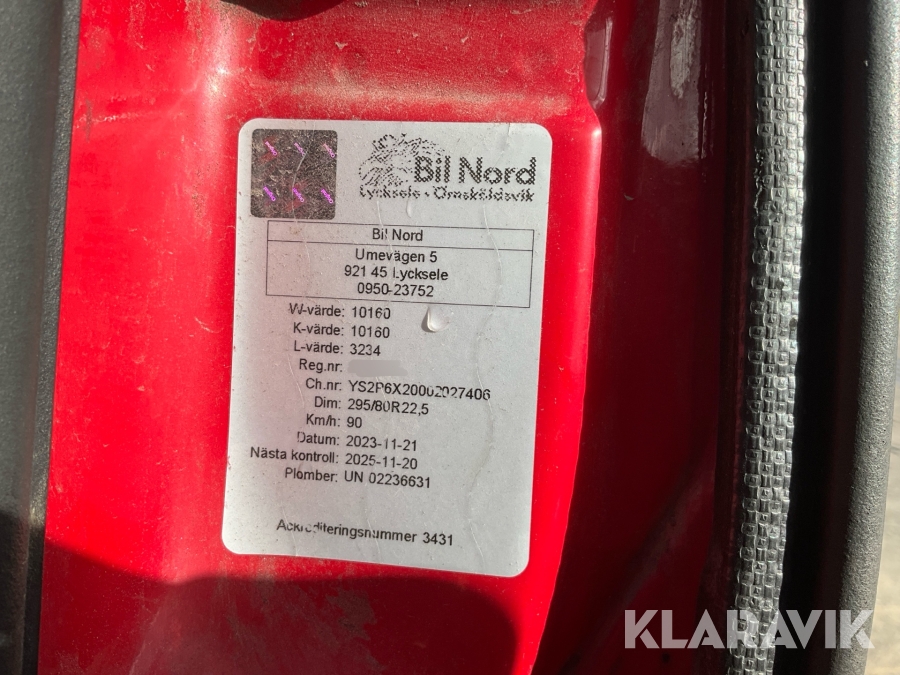 Bil Nord
Lycksele • Örnsköldsvik
Bil Nord
Umevägen 5
921 45 Lycksele
0950-23752
W-värde: 10160
K-värde: 10160
L-värde: 3234
Reg.nr:
Ch.nr: YS2P6X20002027406
Dim: 295/80R22,5
Km/h: 90
Datum: 2023-11-21
Nästa kontroll: 2025-11-20
Plomber: UN 02236631
Ackrediteringsnummer 3431
KLARAVIK